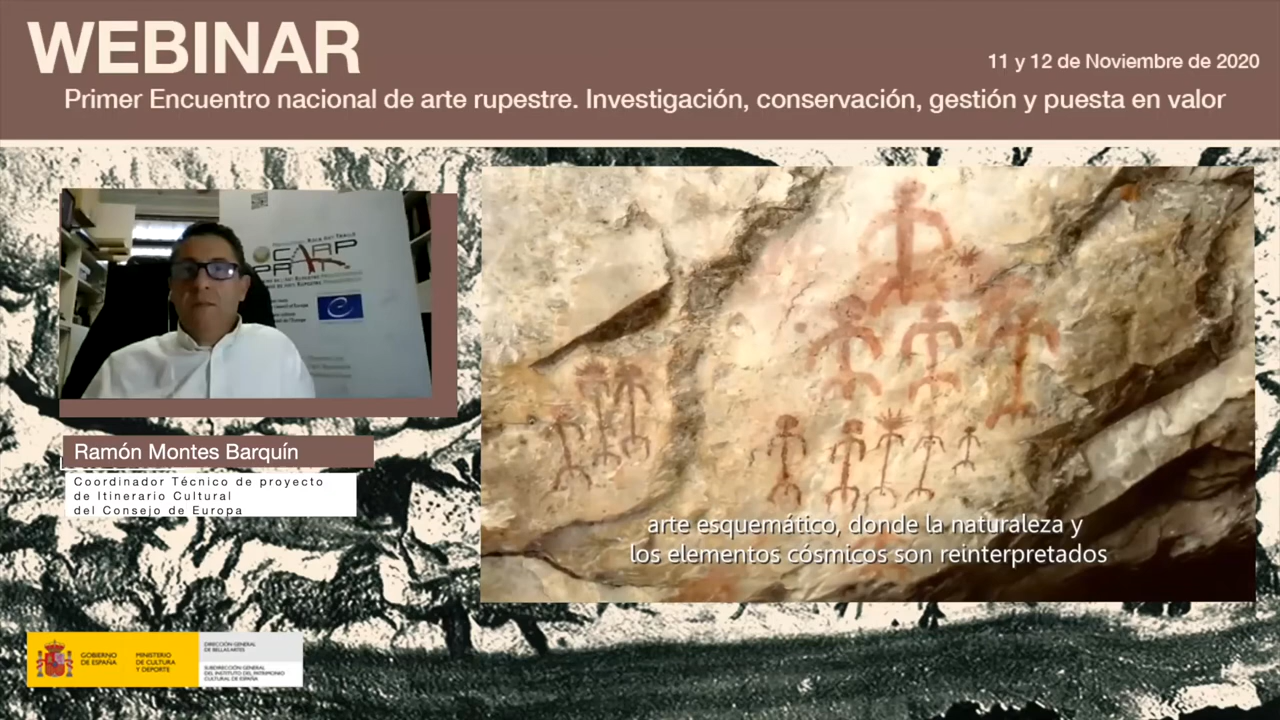 WEBINAR
11 y 12 de Noviembre de 2020
Primer Encuentro nacional de arte rupestre. Investigación, conservación, gestión y puesta en valor
CARP
Ramón Montes Barquín
Coordinador Técnico de proyecto
de Itinerario Cultural
del Consejo de Europa
arte esquemático, donde la naturaleza y
los elementos cósmicos son reinterpretados
GOBIERNO
DE ESPAÑA
MINISTERIO
DE CULTURA
Y DEPORTE
DIRECCIÓN GENERAL
DE BELLAS ARTES
SUBDIRECCIÓN GENERAL
DEL INSTITUTO DEL PATRIMONIO
CULTURAL DE ESPAÑA